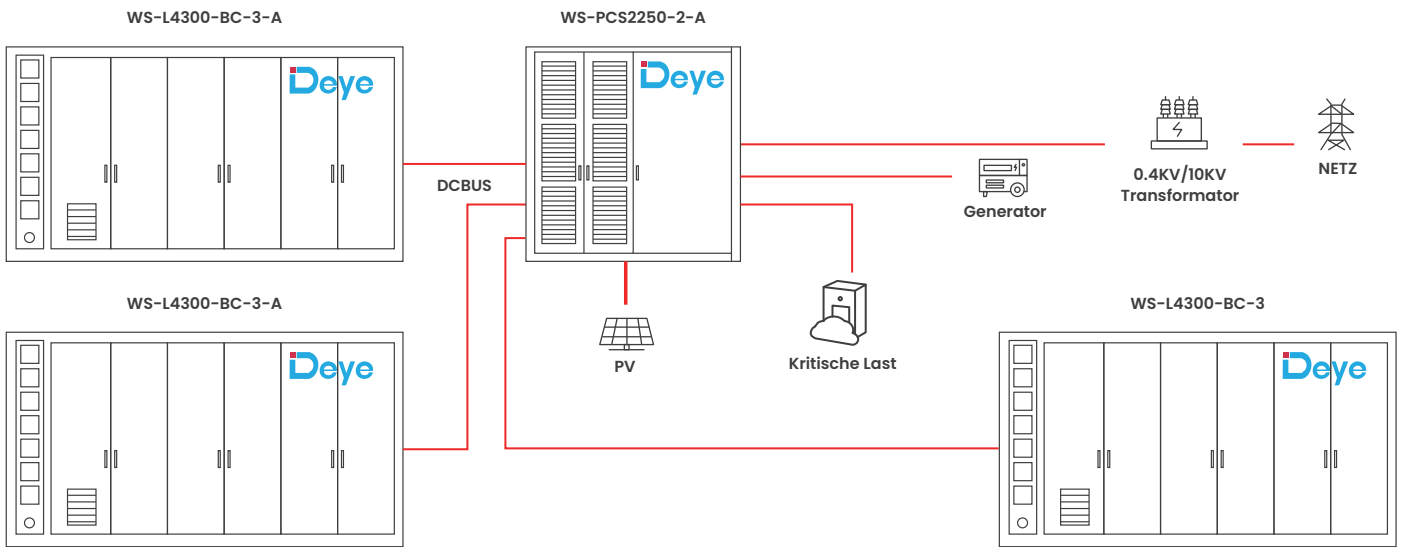 WS-L4300-BC-3-A
WS-PCS2250-2-A
Deye
Deye
DCBUS
0.4KV/10KV
Transformator
NETZ
Generator
WS-L4300-BC-3-A
WS-L4300-BC-3
Deye
Deye
PV
Kritische Last